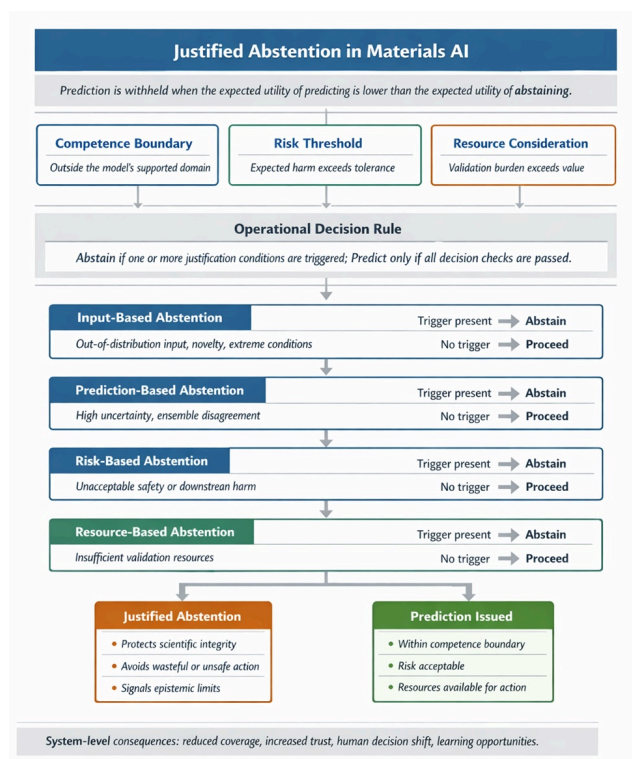 Justified Abstention in Materials AI
Prediction is withheld when the expected utility of predicting is lower than the expected utility of abstaining.
Competence Boundary
Outside the model's supported domain
Risk Threshold
Expected harm exceeds tolerance
Resource Consideration
Validation burden exceeds value
Operational Decision Rule
Abstain if one or more justification conditions are triggered; Predict only if all decision checks are passed.
Input-Based Abstention
Trigger present Abstain
Out-of-distribution input, novelty, extreme conditions
No trigger Proceed
Prediction-Based Abstention
Trigger present Abstain
High uncertainty, ensemble disagreement
No trigger Proceed
Risk-Based Abstention
Trigger present Abstain
Unacceptable safety or downstrean harm
No trigger Proceed
Resource-Based Abstention
Trigger present Abstain
Insufficient validation resources
No trigger Proceed
Justified Abstention
• Protects scientific integrity
• Avoids wasteful or unsafe action
• Signals epistemic limits
Prediction Issued
• Within competence boundary
• Risk acceptable
• Resources available for action
System-level consequences: reduced coverage, increased trust, human decision shift, learning opportunities.